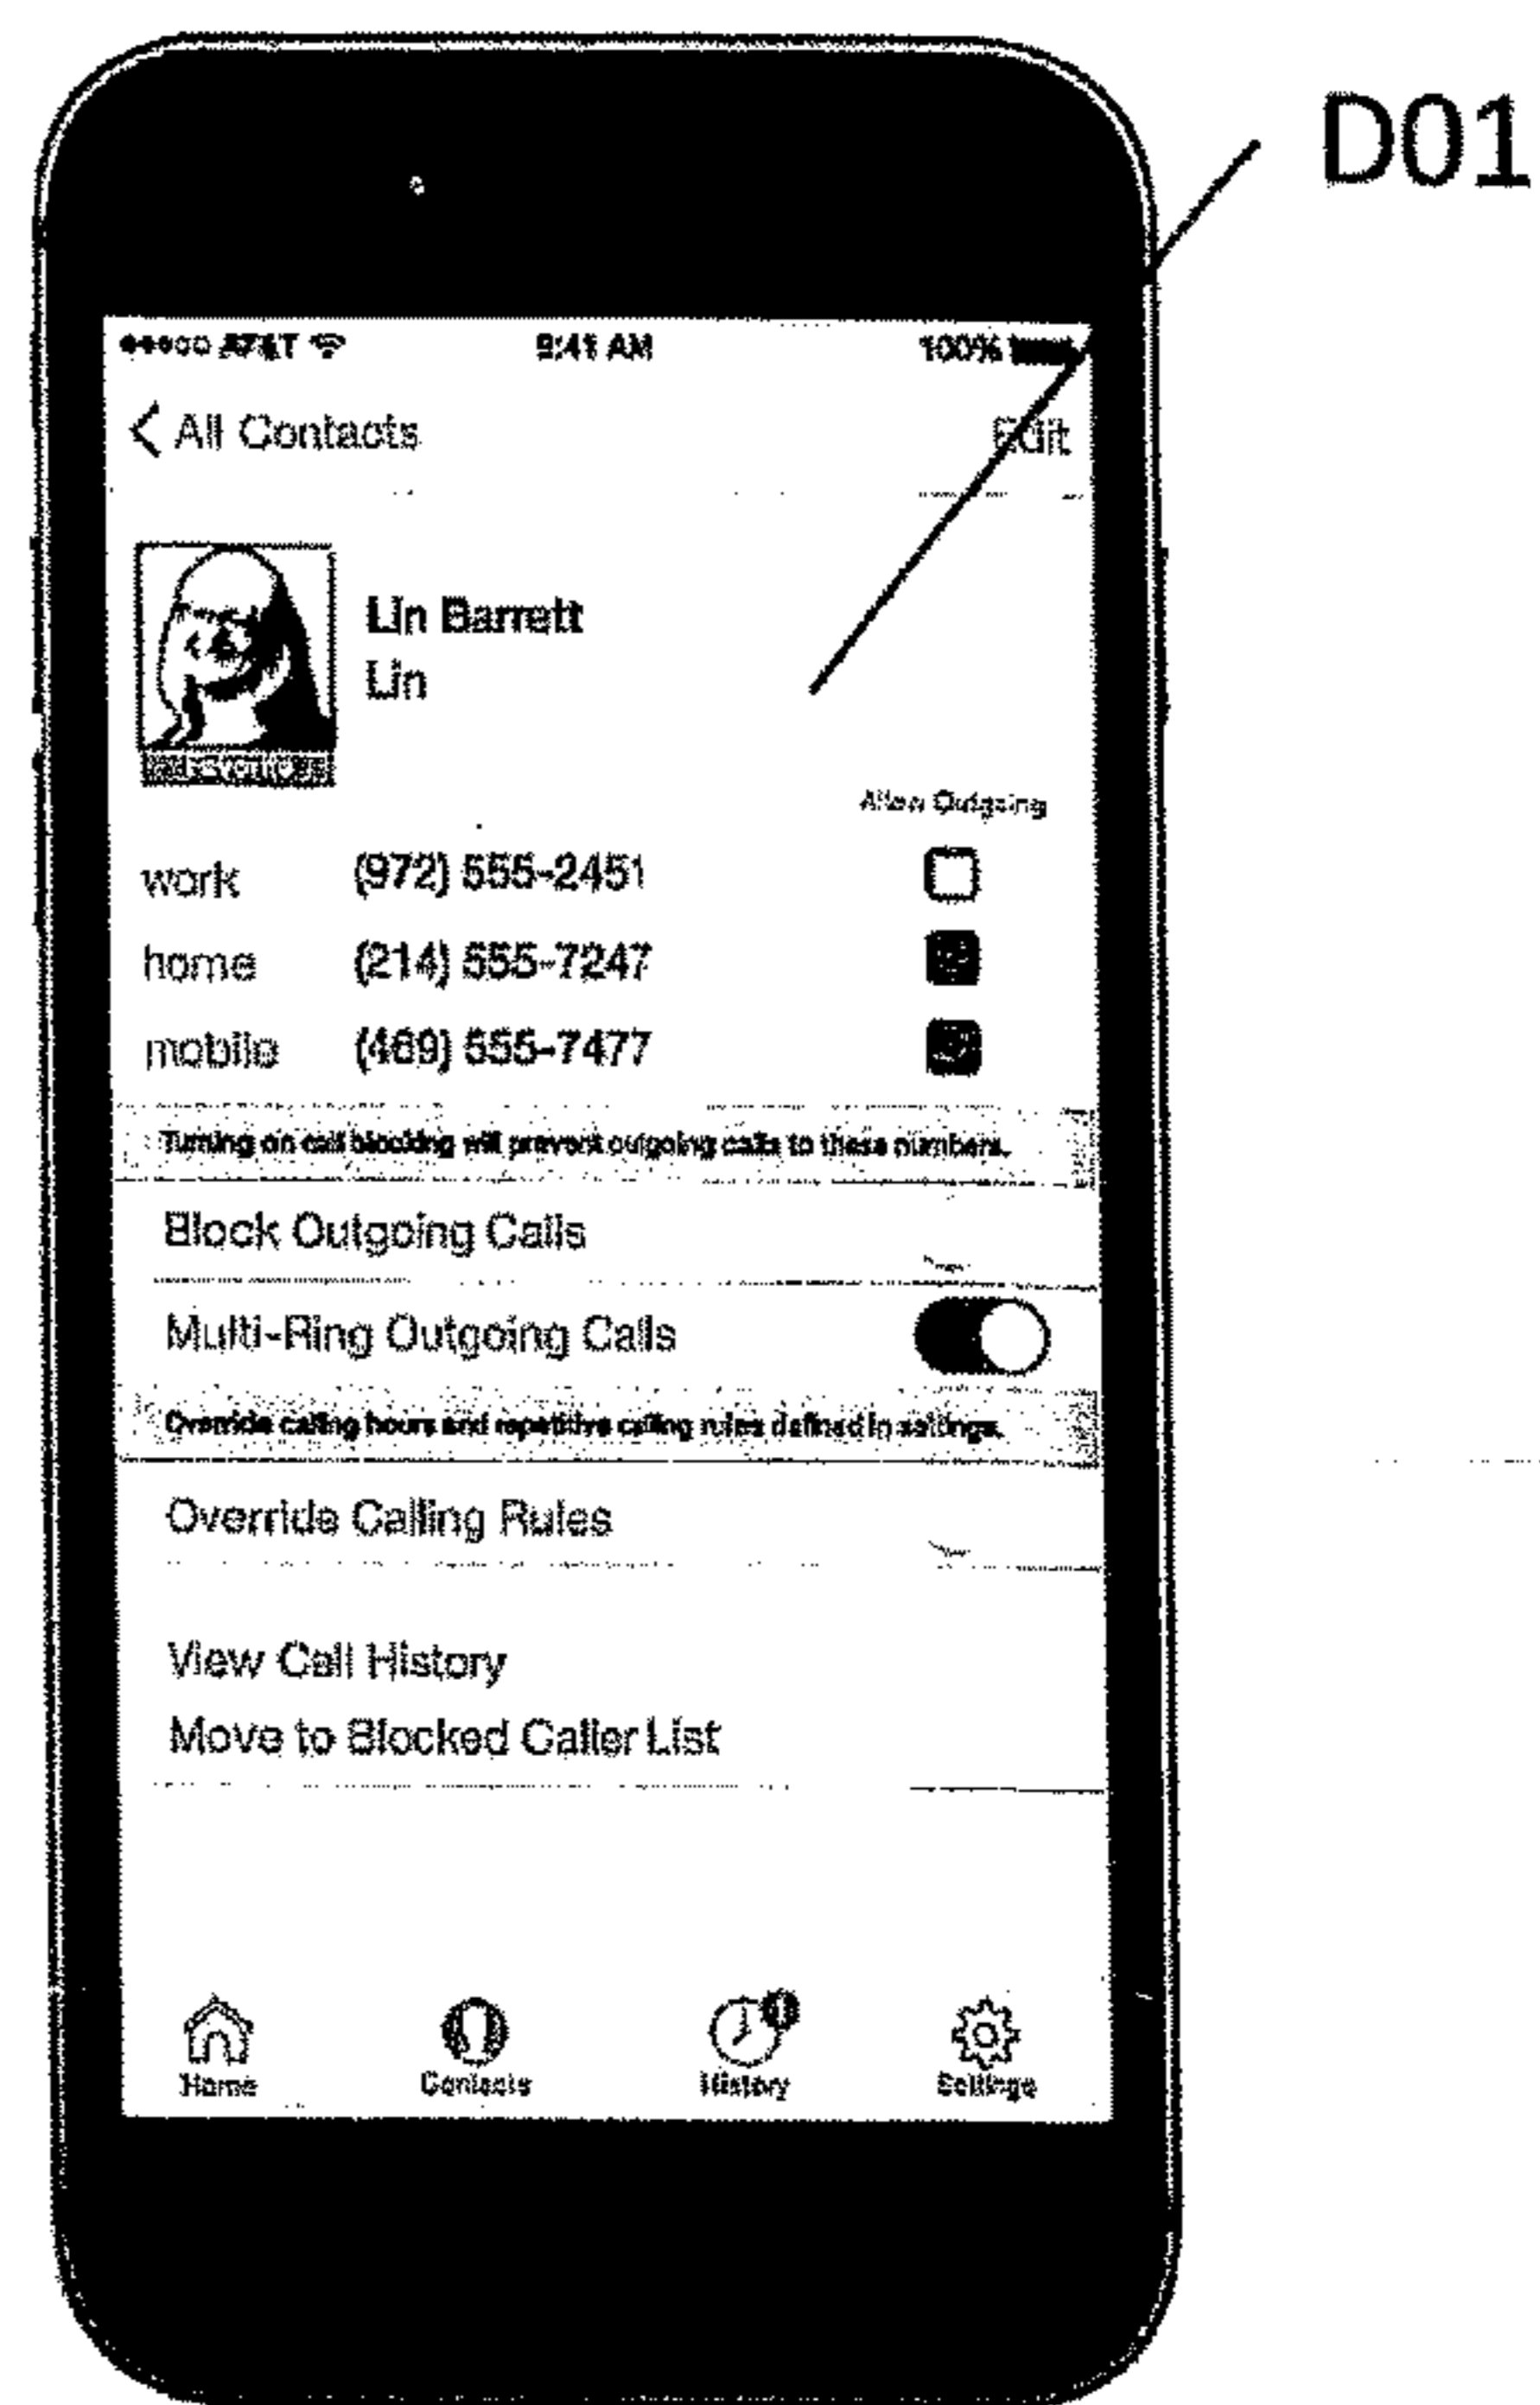 D01
AT&T 9:41 AM 100%
All Contacts Edit
Lin Barrett
Lin
Allow Outgoing
work (972) 555-2451
home (214) 555-7247
mobile (469) 555-7477
Turning on call blocking will prevent outgoing calls to these numbers.
Block Outgoing Calls
Multi-Ring Outgoing Calls
Override calling hours and repetitive calling rules defined in settings.
Override Calling Rules
View Call History
Move to Blocked Caller List
1
Home Contacts History Settings